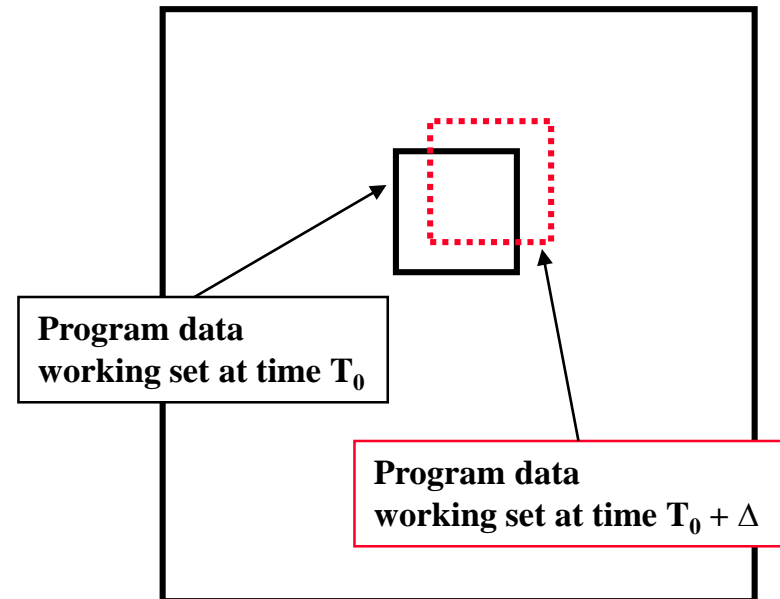 Program data
working set at time T₀
Program data
working set at time T₀ + Δ